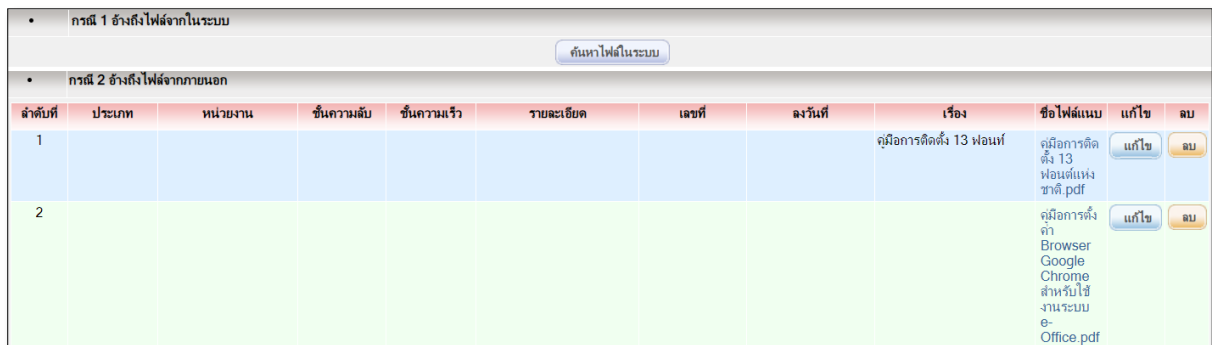 • กรณี 1 อ้างถึงไฟล์จากในระบบ
ค้นหาไฟล์ในระบบ
• กรณี 2 อ้างถึงไฟล์จากภายนอก
ลำดับที่ ประเภท หน่วยงาน ชั้นความลับ ชั้นความเร็ว รายละเอียด เลขที่ ลงวันที่ เรื่อง ชื่อไฟล์แนบ แก้ไข ลบ
1 คู่มือการติดตั้ง 13 ฟอนท์ คู่มือการติด แก้ไข ลบ
ตั้ง 13
ฟอนต์แห่ง
ชาติ.pdf
2 คู่มือการตั้ง แก้ไข ลบ
ค่า
Browser
Google
Chrome
สำหรับใช้
งานระบบ
e-
Office.pdf